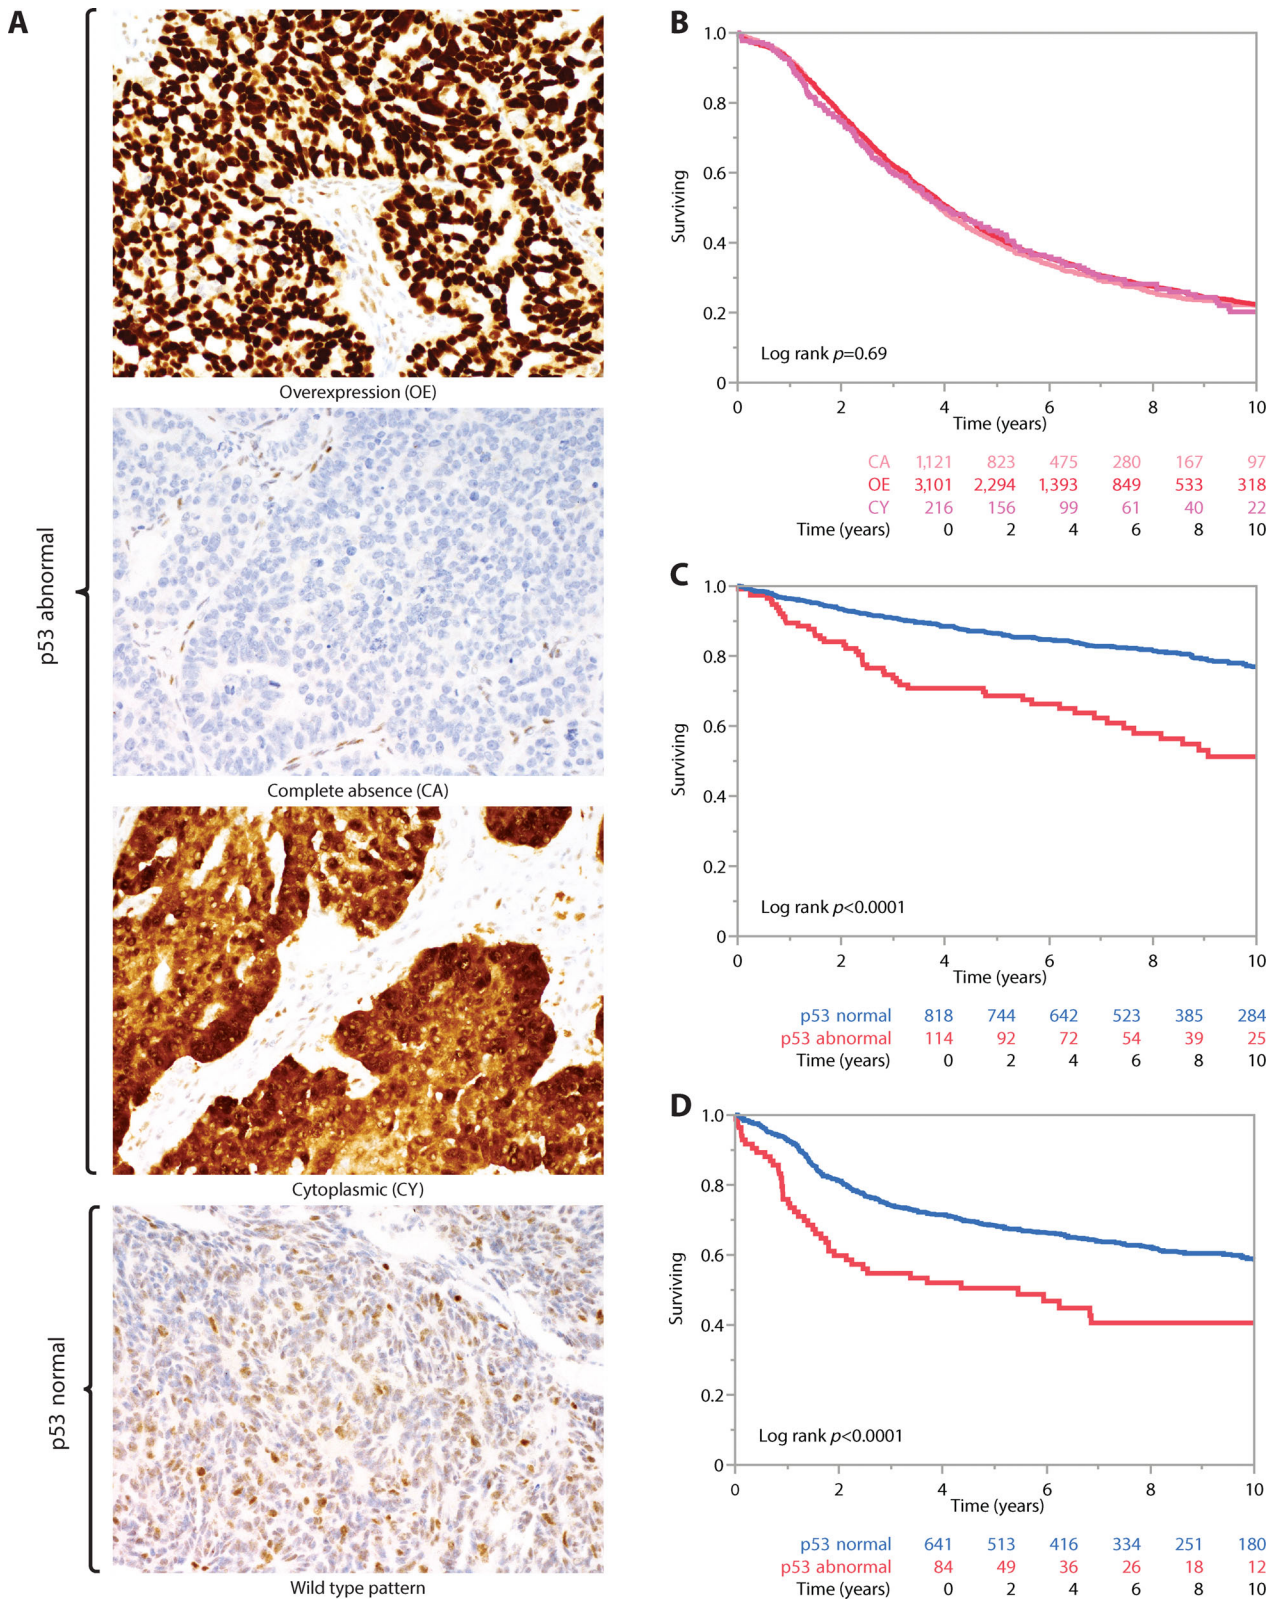 A
p53 abnormal
Overexpression (OE)
Complete absence (CA)
Cytoplasmic (CY)
p53 normal
Wild type pattern
B
Surviving
1.0
0.8
0.6
0.4
0.2
0
Log rank p=0.69
0 2 4 6 8 10
Time (years)
CA 1,121 823 475 280 167 97
OE 3,101 2,294 1,393 849 533 318
CY 216 156 99 61 40 22
Time (years) 0 2 4 6 8 10
C
Surviving
1.0
0.8
0.6
0.4
0.2
0
Log rank p<0.0001
0 2 4 6 8 10
Time (years)
p53 normal 818 744 642 523 385 284
p53 abnormal 114 92 72 54 39 25
Time (years) 0 2 4 6 8 10
D
Surviving
1.0
0.8
0.6
0.4
0.2
0
Log rank p<0.0001
0 2 4 6 8 10
Time (years)
p53 normal 641 513 416 334 251 180
p53 abnormal 84 49 36 26 18 12
Time (years) 0 2 4 6 8 10